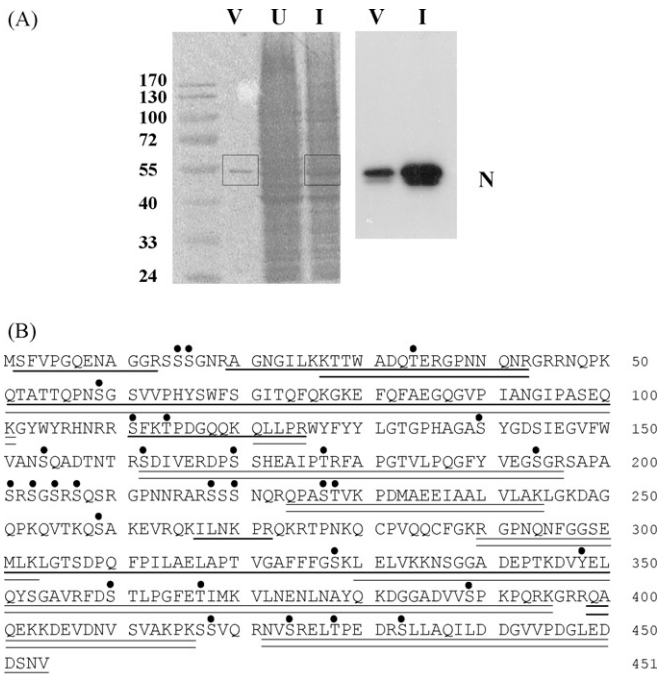 (A)
V U I V I
170
130
100
72
55
40
33
24
N
(B)
MSFVPGQENA GGRSSSGNRA GNGILKKTTW ADQTERGPNN QNRGRRNQPK 50
QTATTQPNSG SVVPHYSWFS GITQFQKGKE FQFAEGQGVP IANGIPASEQ 100
KGYWYRHNRR SFKTPDGQQK QLLPRWYFYY LGTGPHAGAS YGDSIEGVFW 150
VANSQADTNT RSDIVERDPS SHEAIPTRFA PGTVLPQGFY VEGSGRSAPA 200
SRSGSRSQSR GPNNRARSSS NQRQPASTVK PDMAEEIAAL VLAKLGKDAG 250
QPKQVTKQSA KEVRQKILNK PRQKRTPNKQ CPVQQCFGKR GPNQNFGGSE 300
MLKLGTSDPQ FPILAELAPT VGAFFFGSKL ELVKKNSGGA DEPTKDVYEL 350
QYSGAVRFDS TLPGFETIMK VLNENLNAYQ KDGGADVVSP KPQRKGRRQA 400
QEKKDEVDNV SVAKPKSSVQ RNVSRELTPE DRSLLAQILD DGVVPDGLED 450
DSNV 451